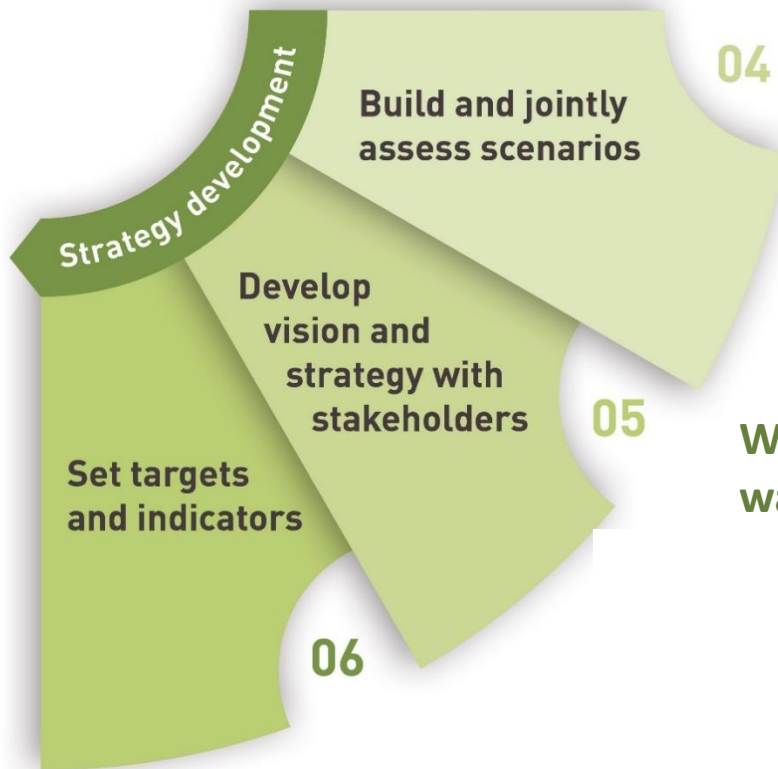 Strategy development
04
Build and jointly
assess scenarios
Develop
vision and
strategy with
stakeholders
05
Set targets
and indicators
06